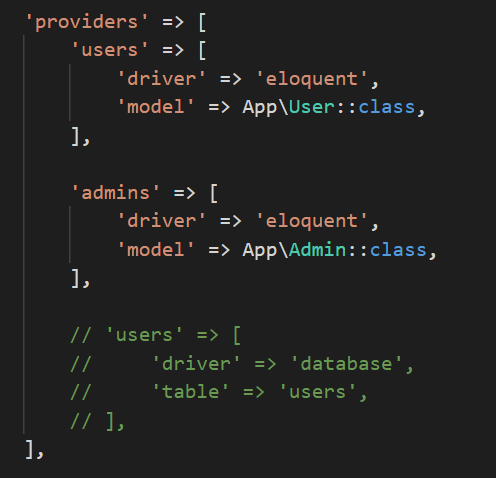 'providers' => [
    'users' => [
        'driver' => 'eloquent',
        'model' => App\User::class,
    ],

    'admins' => [
        'driver' => 'eloquent',
        'model' => App\Admin::class,
    ],

    // 'users' => [
    //     'driver' => 'database',
    //     'table' => 'users',
    // ],
],